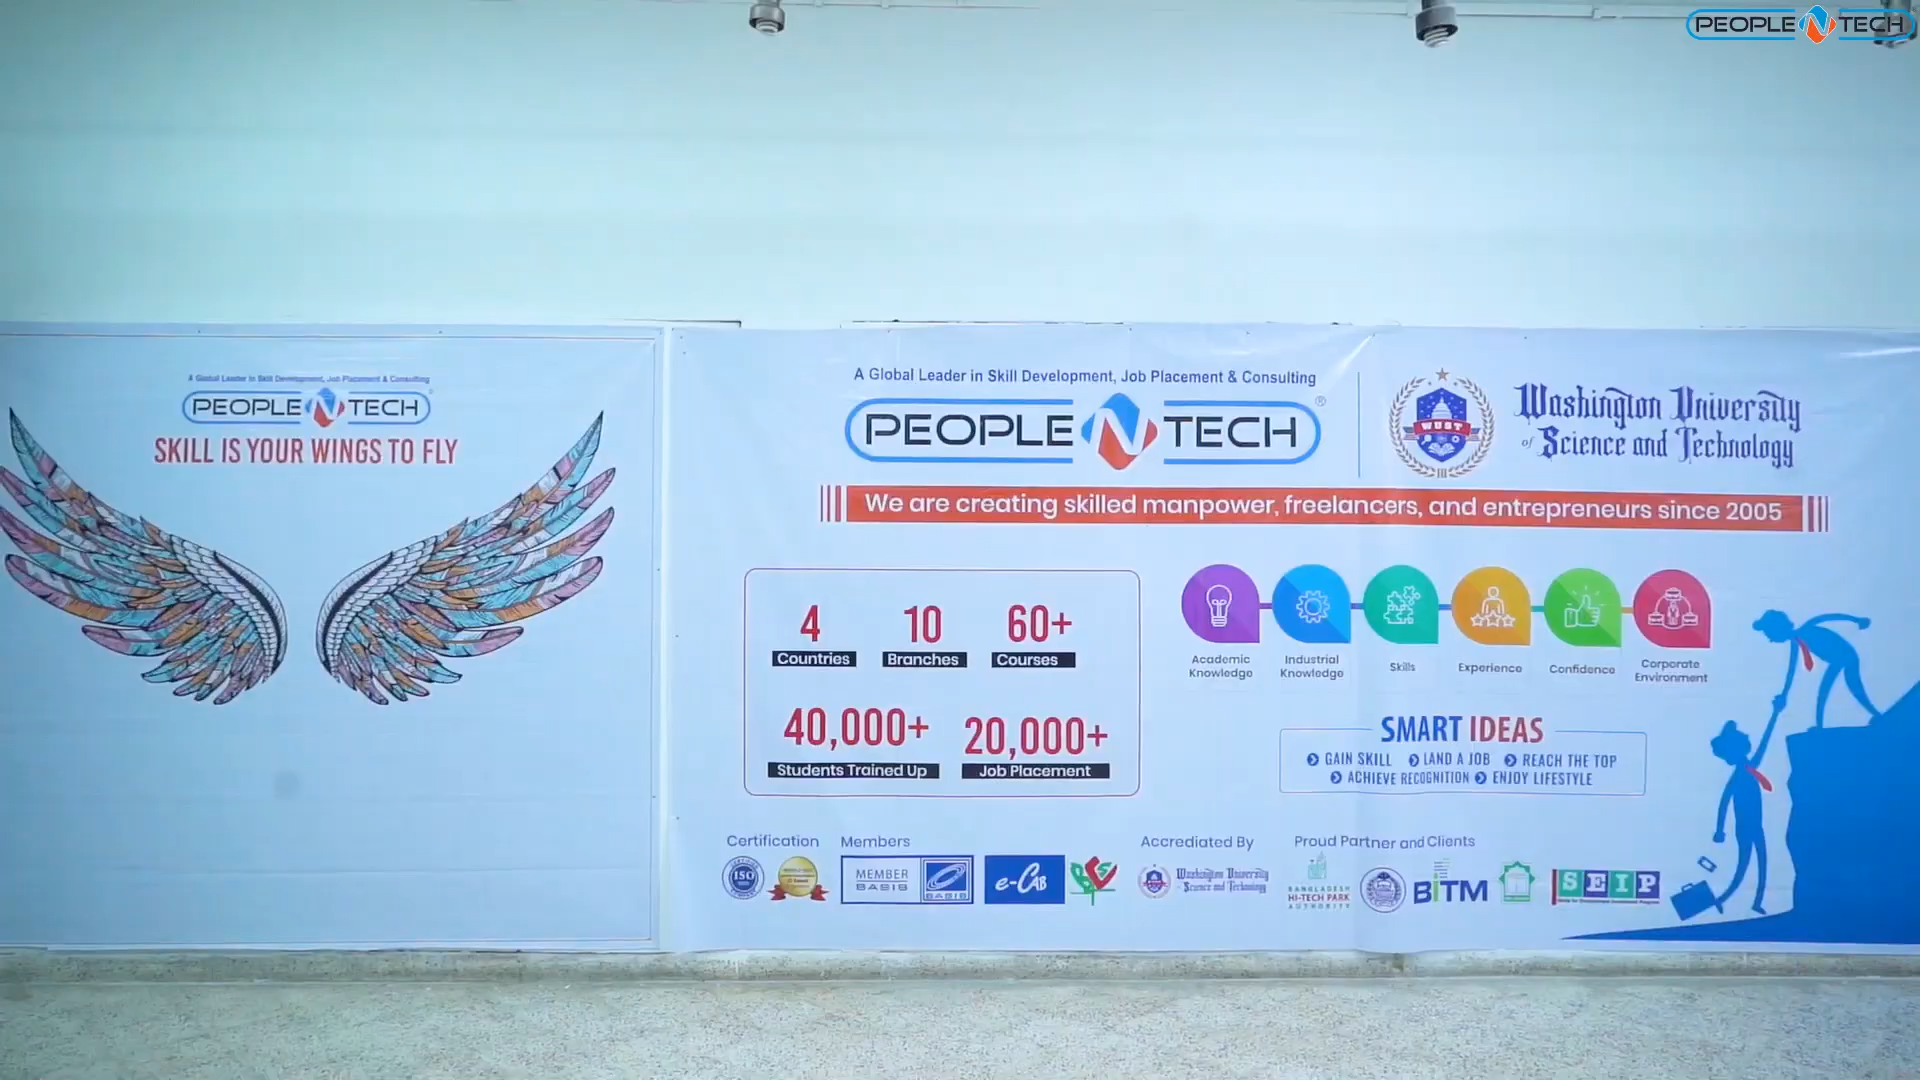 PEOPLE N TECH
A Global Leader in Skill Development, Job Placement & Consulting
PEOPLE N TECH
SKILL IS YOUR WINGS TO FLY
A Global Leader in Skill Development, Job Placement & Consulting
PEOPLE N TECH ®
WUST
Washington University
of Science and Technology
We are creating skilled manpower, freelancers, and entrepreneurs since 2005
4
Countries
10
Branches
60+
Courses
40,000+
Students Trained Up
20,000+
Job Placement
Academic
Knowledge
Industrial
Knowledge
Skills
Experience
Confidence
Corporate
Environment
SMART IDEAS
GAIN SKILL LAND A JOB REACH THE TOP
ACHIEVE RECOGNITION ENJOY LIFESTYLE
Certification
ISO
Members
MEMBER
BASIS
BASIS
e-CAB
Accrediated By
Washington University
of Science and Technology
Proud Partner and Clients
BANGLADESH
HI-TECH PARK
AUTHORITY
BITM
SEIP